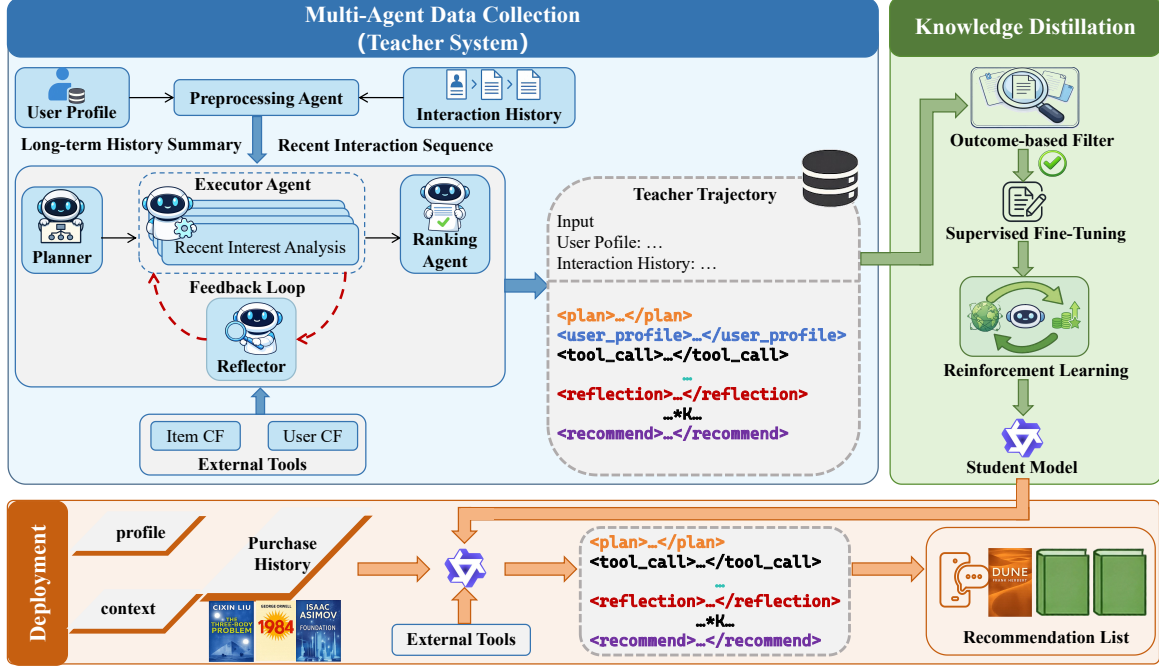 Multi-Agent Data Collection
(Teacher System)
User Profile
Preprocessing Agent
Interaction History
Long-term History Summary
Recent Interaction Sequence
Planner
Executor Agent
Recent Interest Analysis
Ranking
Agent
Feedback Loop
Reflector
Item CF
User CF
External Tools
Teacher Trajectory
Input
User Pofile: …
Interaction History: …
<plan>…</plan>
<user_profile>…</user_profile>
<tool_call>…</tool_call>
…
<reflection>…</reflection>
…*K…
<recommend>…</recommend>
Knowledge Distillation
Outcome-based Filter
Supervised Fine-Tuning
Reinforcement Learning
Student Model
Deployment
profile
Purchase
History
context
CIXIN LIU
THE
THREE-BODY
PROBLEM
GEORGE ORWELL
1984
ISAAC
ASIMOV
FOUNDATION
External Tools
<plan>…</plan>
<tool_call>…</tool_call>
…
<reflection>…</reflection>
…*K…
<recommend>…</recommend>
DUNE
FRANK HERBERT
Recommendation List